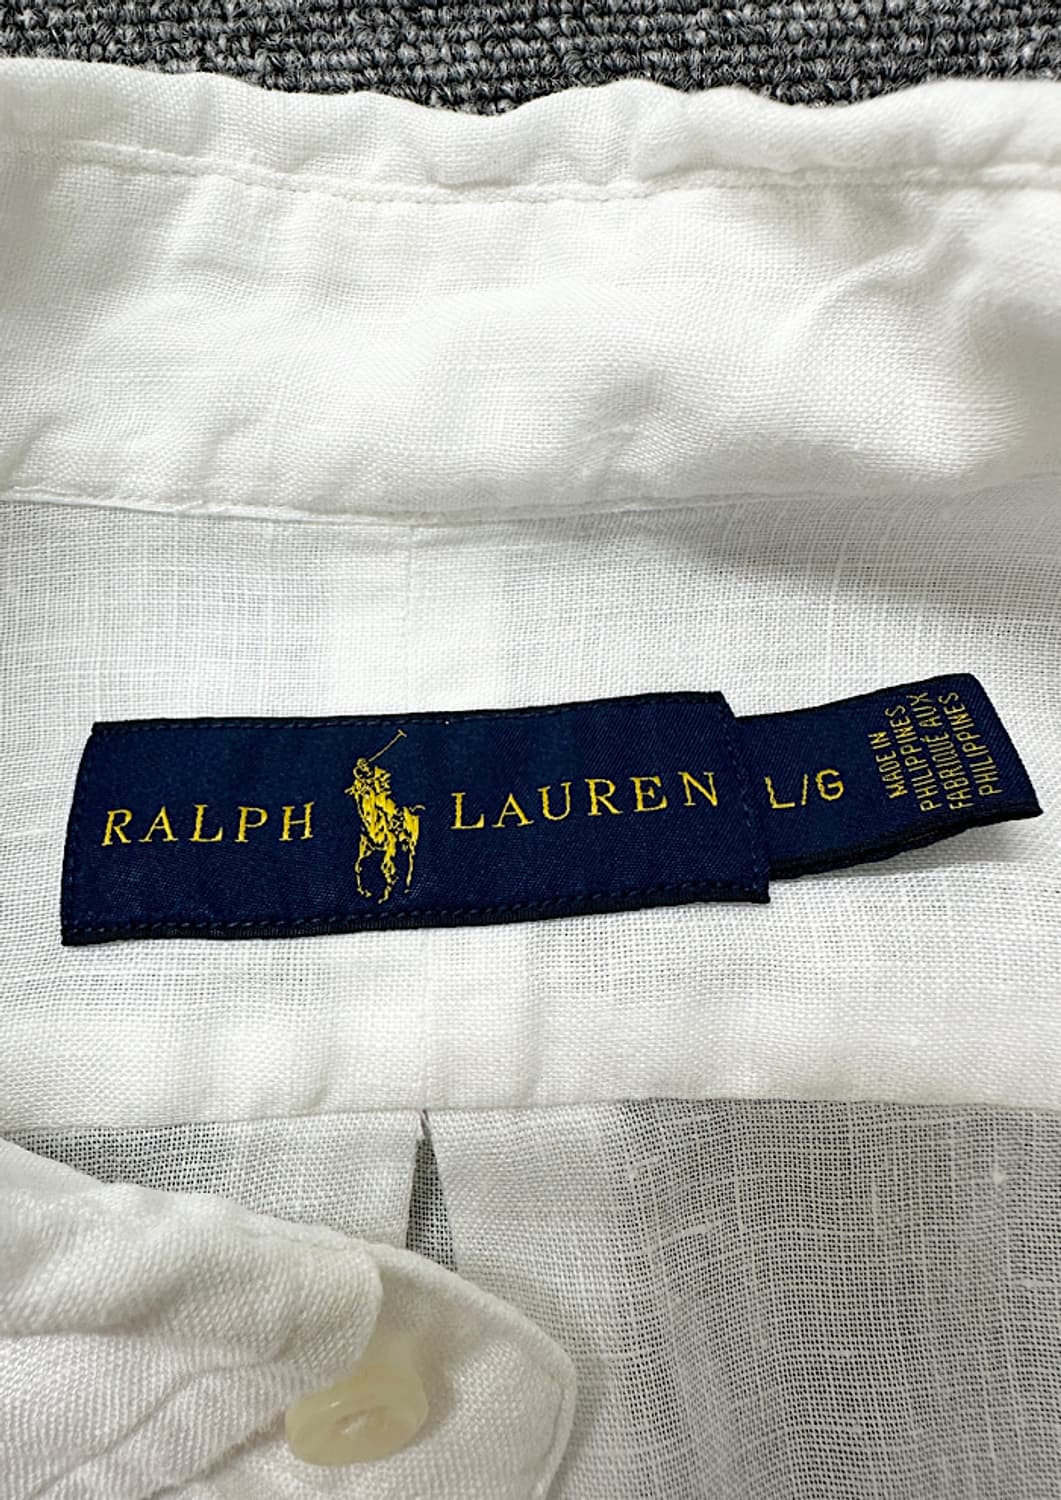 RALPH LAUREN
L/G
MADE IN
PHILIPPINES
FABRIQUÉ AUX
PHILIPPINES